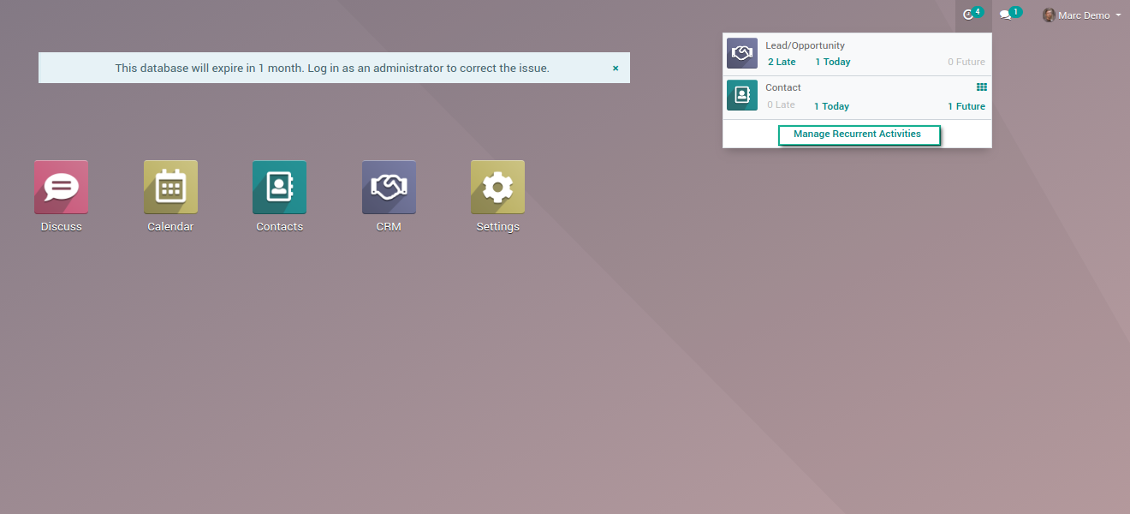 4
1
Marc Demo
This database will expire in 1 month. Log in as an administrator to correct the issue.
×
Lead/Opportunity
2 Late 1 Today 0 Future
Contact
0 Late 1 Today 1 Future
Manage Recurrent Activities
Discuss
Calendar
Contacts
CRM
Settings